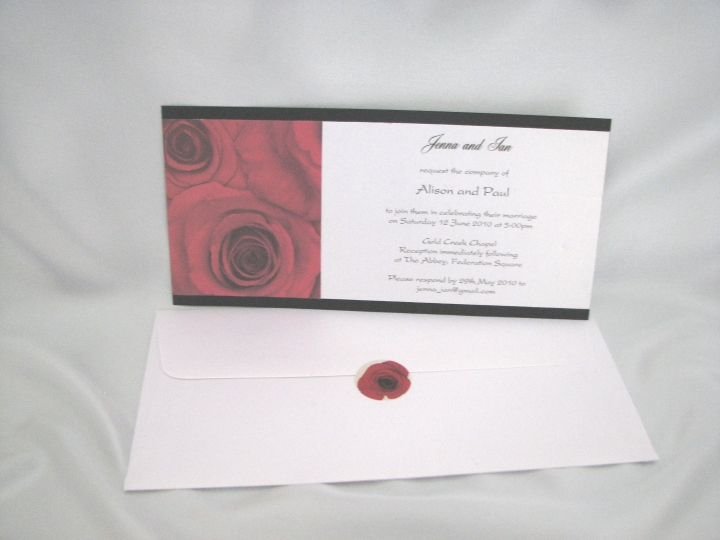 Jenna and Ian
request the company of
Alison and Paul
to join them in celebrating their marriage
on Saturday 12 June 2010 at 3:00pm
Gold Creek Chapel
Reception immediately following
at The Abbey, Federation Square
Please respond by 29th May 2010 to
jenna_ian@gmail.com